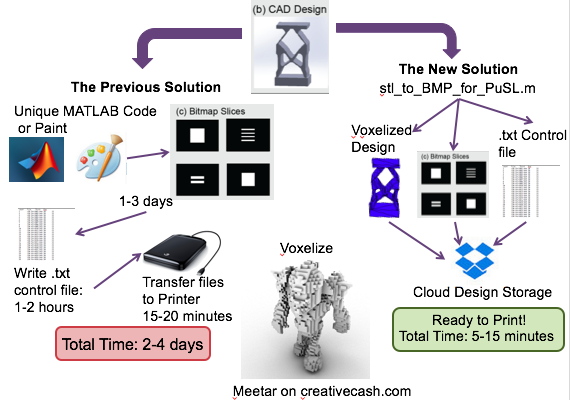 (b) CAD Design
The Previous Solution
Unique MATLAB Code
or Paint
(c) Bitmap Slices
1-3 days
Write .txt
control file:
1-2 hours
Transfer files
to Printer
15-20 minutes
Total Time: 2-4 days
Voxelize
Meetar on creativecash.com
The New Solution
stl_to_BMP_for_PuSL.m
Voxelized
Design
(c) Bitmap Slices
.txt Control
file
Cloud Design Storage
Ready to Print!
Total Time: 5-15 minutes